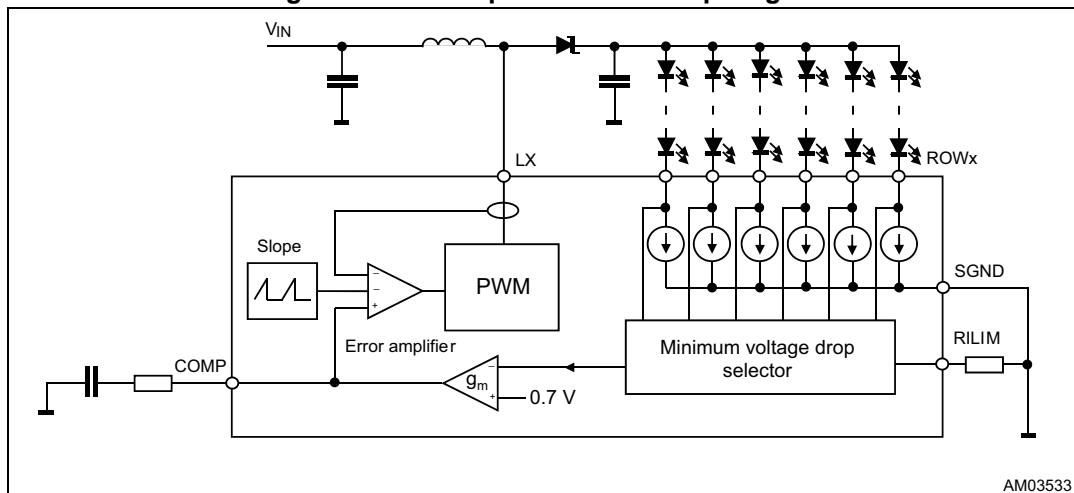 VIN
LX
ROWx
Slope
−
−
+
PWM
SGND
Minimum voltage drop
selector
RILIM
Error amplifier
COMP
gm
−
+
0.7 V
AM03533